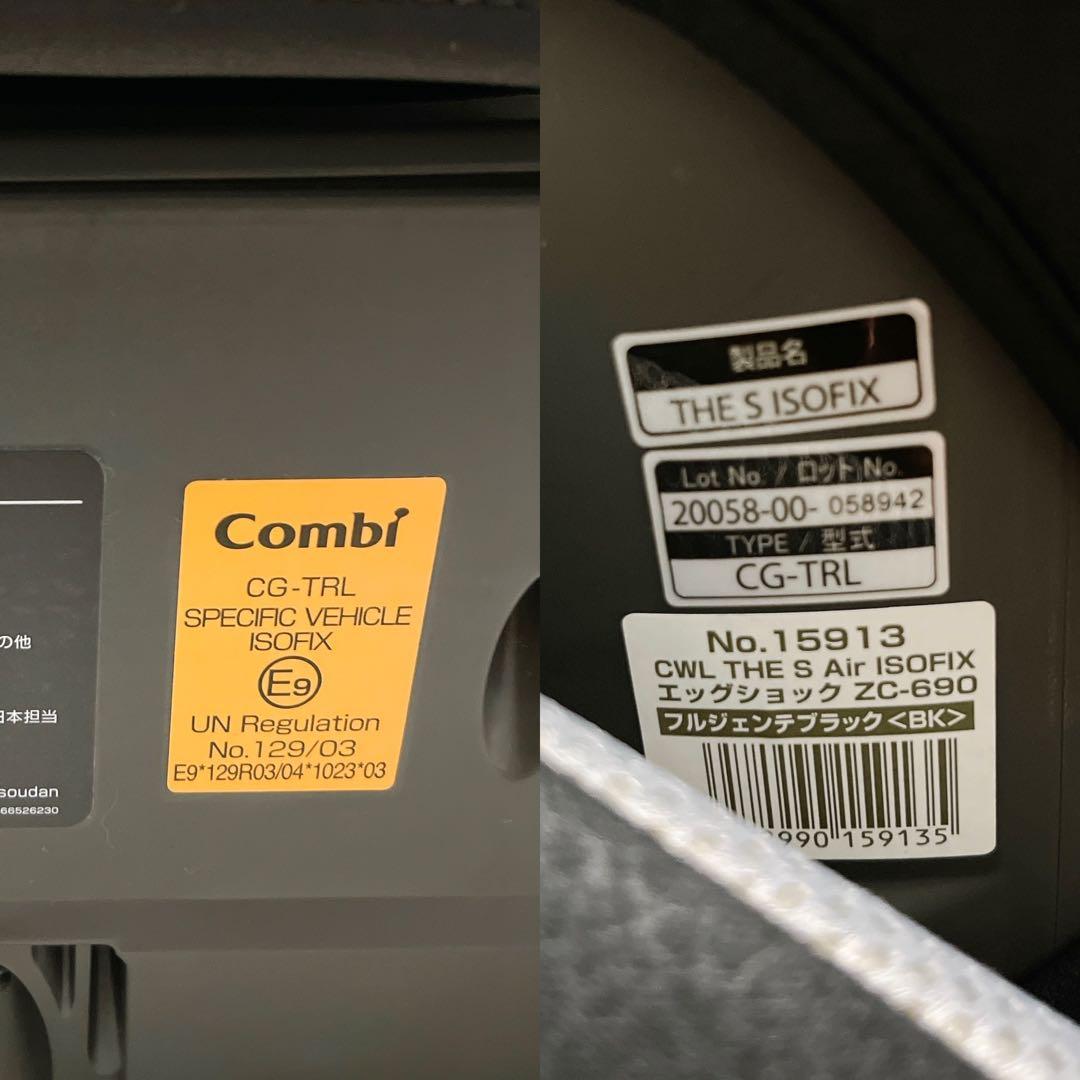 の他
日本担当
soudan
66526230
Combi
CG-TRL
SPECIFIC VEHICLE
ISOFIX
E9
UN Regulation
No.129/03
E9*129R03/04*1023*03
製品名
THE S ISOFIX
Lot No / ロット No.
20058-00- 058942
TYPE / 型式
CG-TRL
No.15913
CWL THE S Air ISOFIX
エッグショック ZC-690
フルジェンテブラック<BK>
990 159135